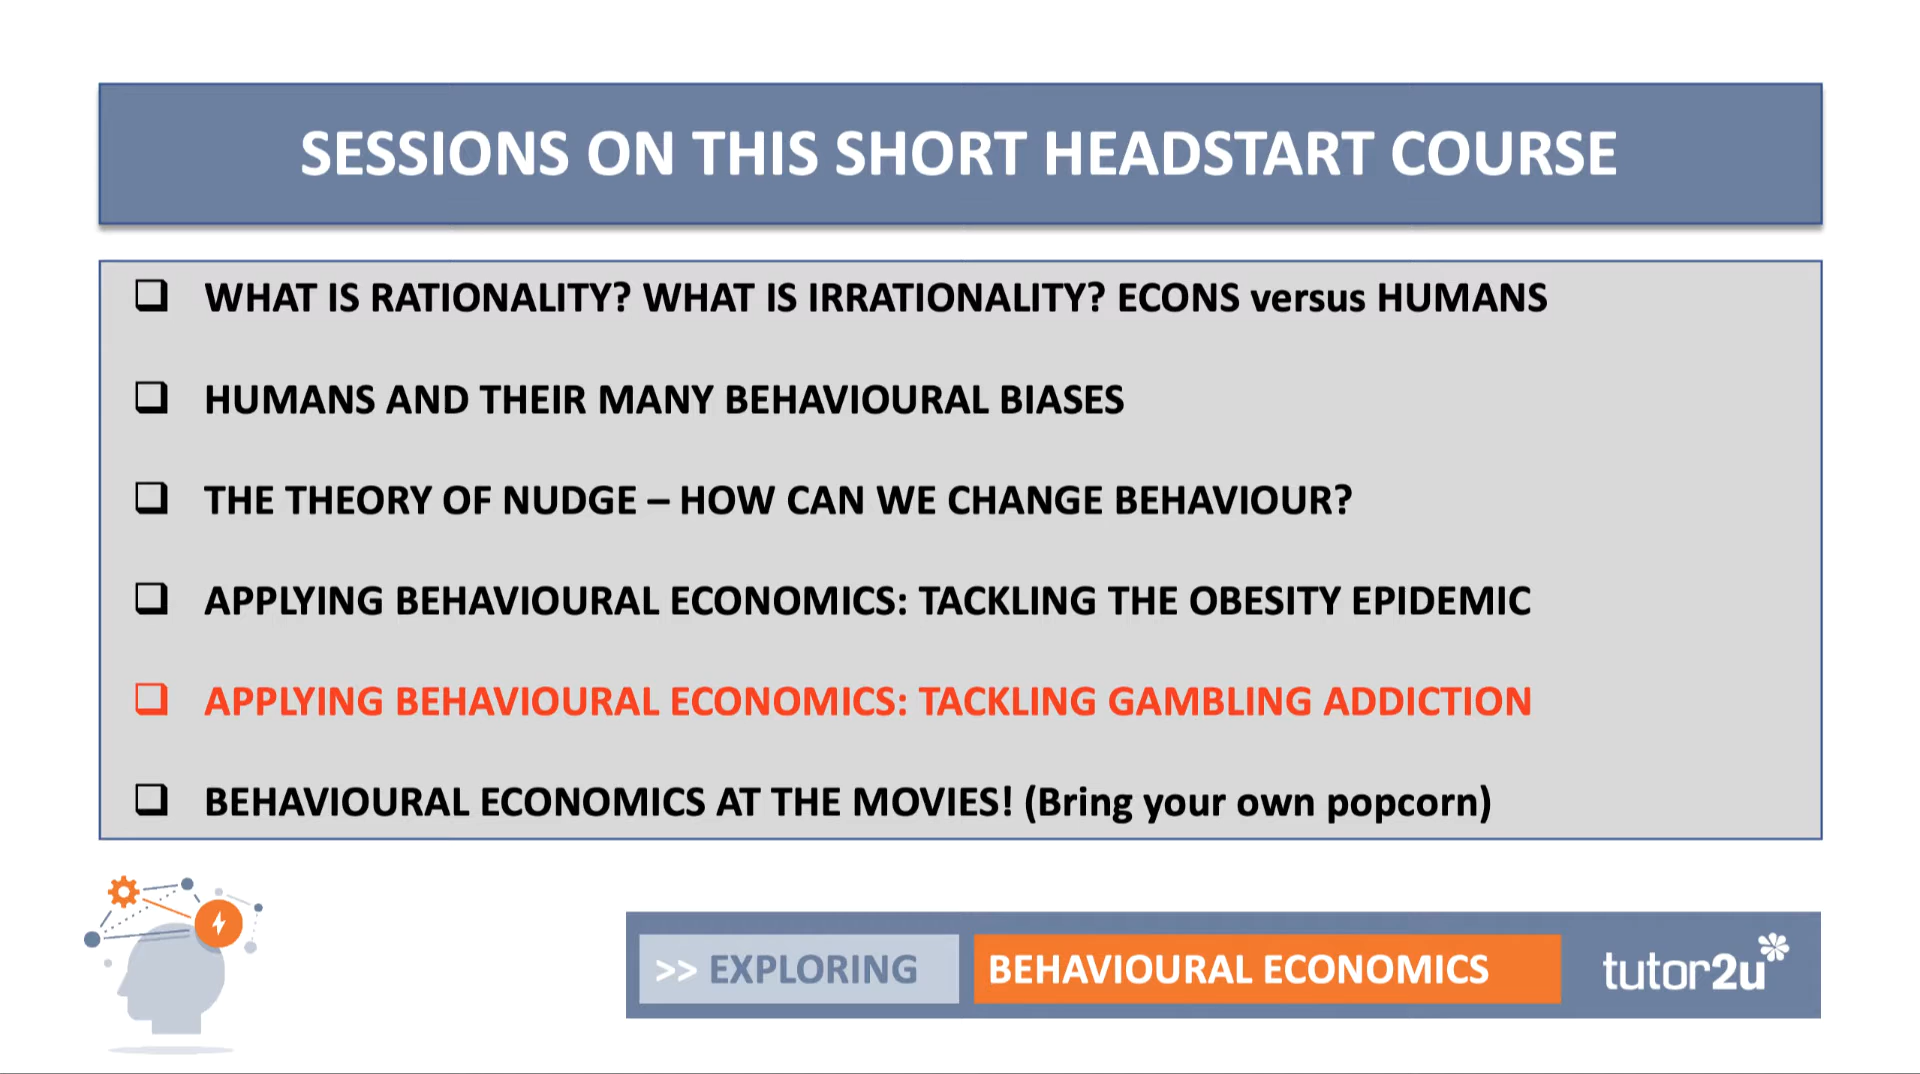 SESSIONS ON THIS SHORT HEADSTART COURSE
WHAT IS RATIONALITY? WHAT IS IRRATIONALITY? ECONS versus HUMANS
HUMANS AND THEIR MANY BEHAVIOURAL BIASES
THE THEORY OF NUDGE – HOW CAN WE CHANGE BEHAVIOUR?
APPLYING BEHAVIOURAL ECONOMICS: TACKLING THE OBESITY EPIDEMIC
APPLYING BEHAVIOURAL ECONOMICS: TACKLING GAMBLING ADDICTION
BEHAVIOURAL ECONOMICS AT THE MOVIES! (Bring your own popcorn)
>> EXPLORING BEHAVIOURAL ECONOMICS tutor2u